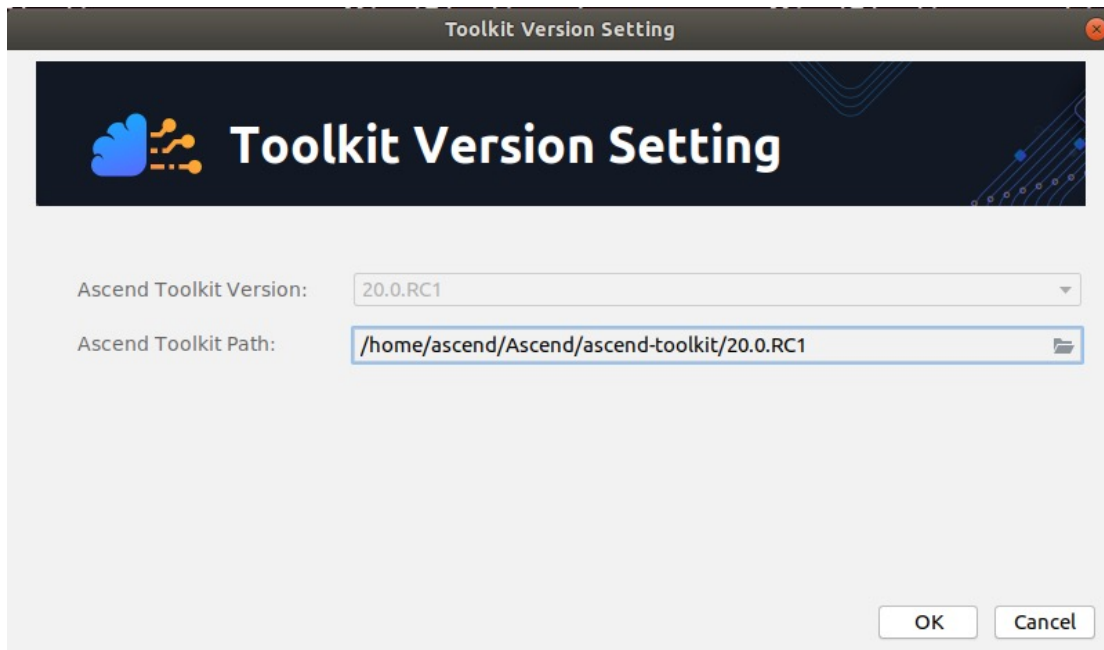 Toolkit Version Setting
Toolkit Version Setting
Ascend Toolkit Version: 20.0.RC1
Ascend Toolkit Path: /home/ascend/Ascend/ascend-toolkit/20.0.RC1
OK Cancel